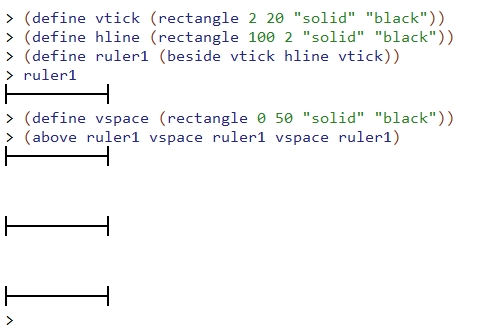 > (define vtick (rectangle 2 20 "solid" "black"))
> (define hline (rectangle 100 2 "solid" "black"))
> (define ruler1 (beside vtick hline vtick))
> ruler1
> (define vspace (rectangle 0 50 "solid" "black"))
> (above ruler1 vspace ruler1 vspace ruler1)
>